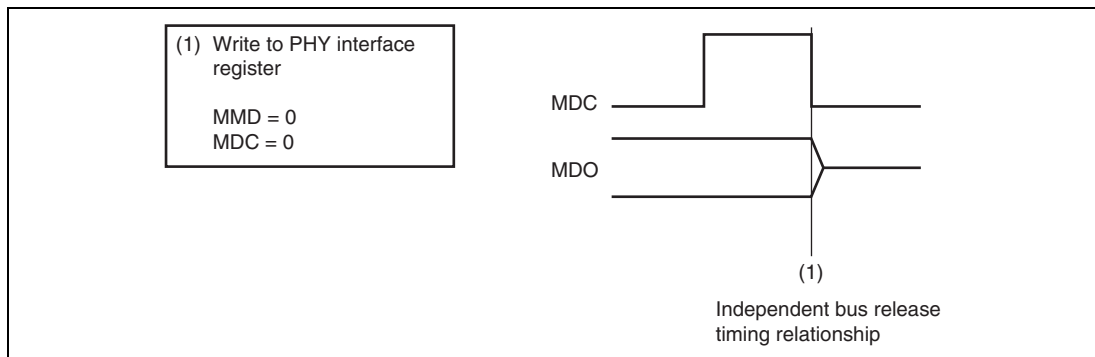 (1) Write to PHY interface
register
MMD = 0
MDC = 0
MDC
MDO
(1)
Independent bus release
timing relationship